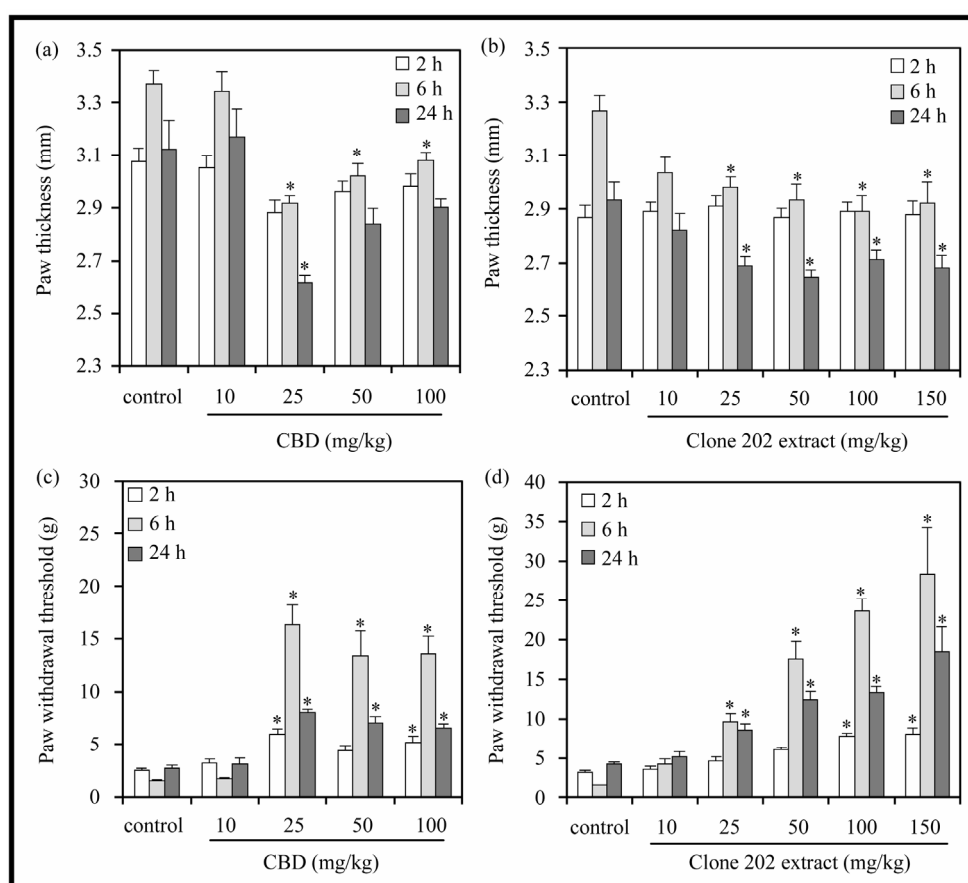 (a)
3.5
3.3
3.1
2.9
2.7
2.5
2.3
Paw thickness (mm)
2 h
6 h
24 h
* * * *
control 10 25 50 100
CBD (mg/kg)
(b)
3.5
3.3
3.1
2.9
2.7
2.5
2.3
Paw thickness (mm)
2 h
6 h
24 h
* * * * * * * *
control 10 25 50 100 150
Clone 202 extract (mg/kg)
(c)
30
25
20
15
10
5
0
Paw withdrawal threshold (g)
2 h
6 h
24 h
* * * * * * * *
control 10 25 50 100
CBD (mg/kg)
(d)
40
35
30
25
20
15
10
5
0
Paw withdrawal threshold (g)
2 h
6 h
24 h
* * * * * * * * * *
control 10 25 50 100 150
Clone 202 extract (mg/kg)